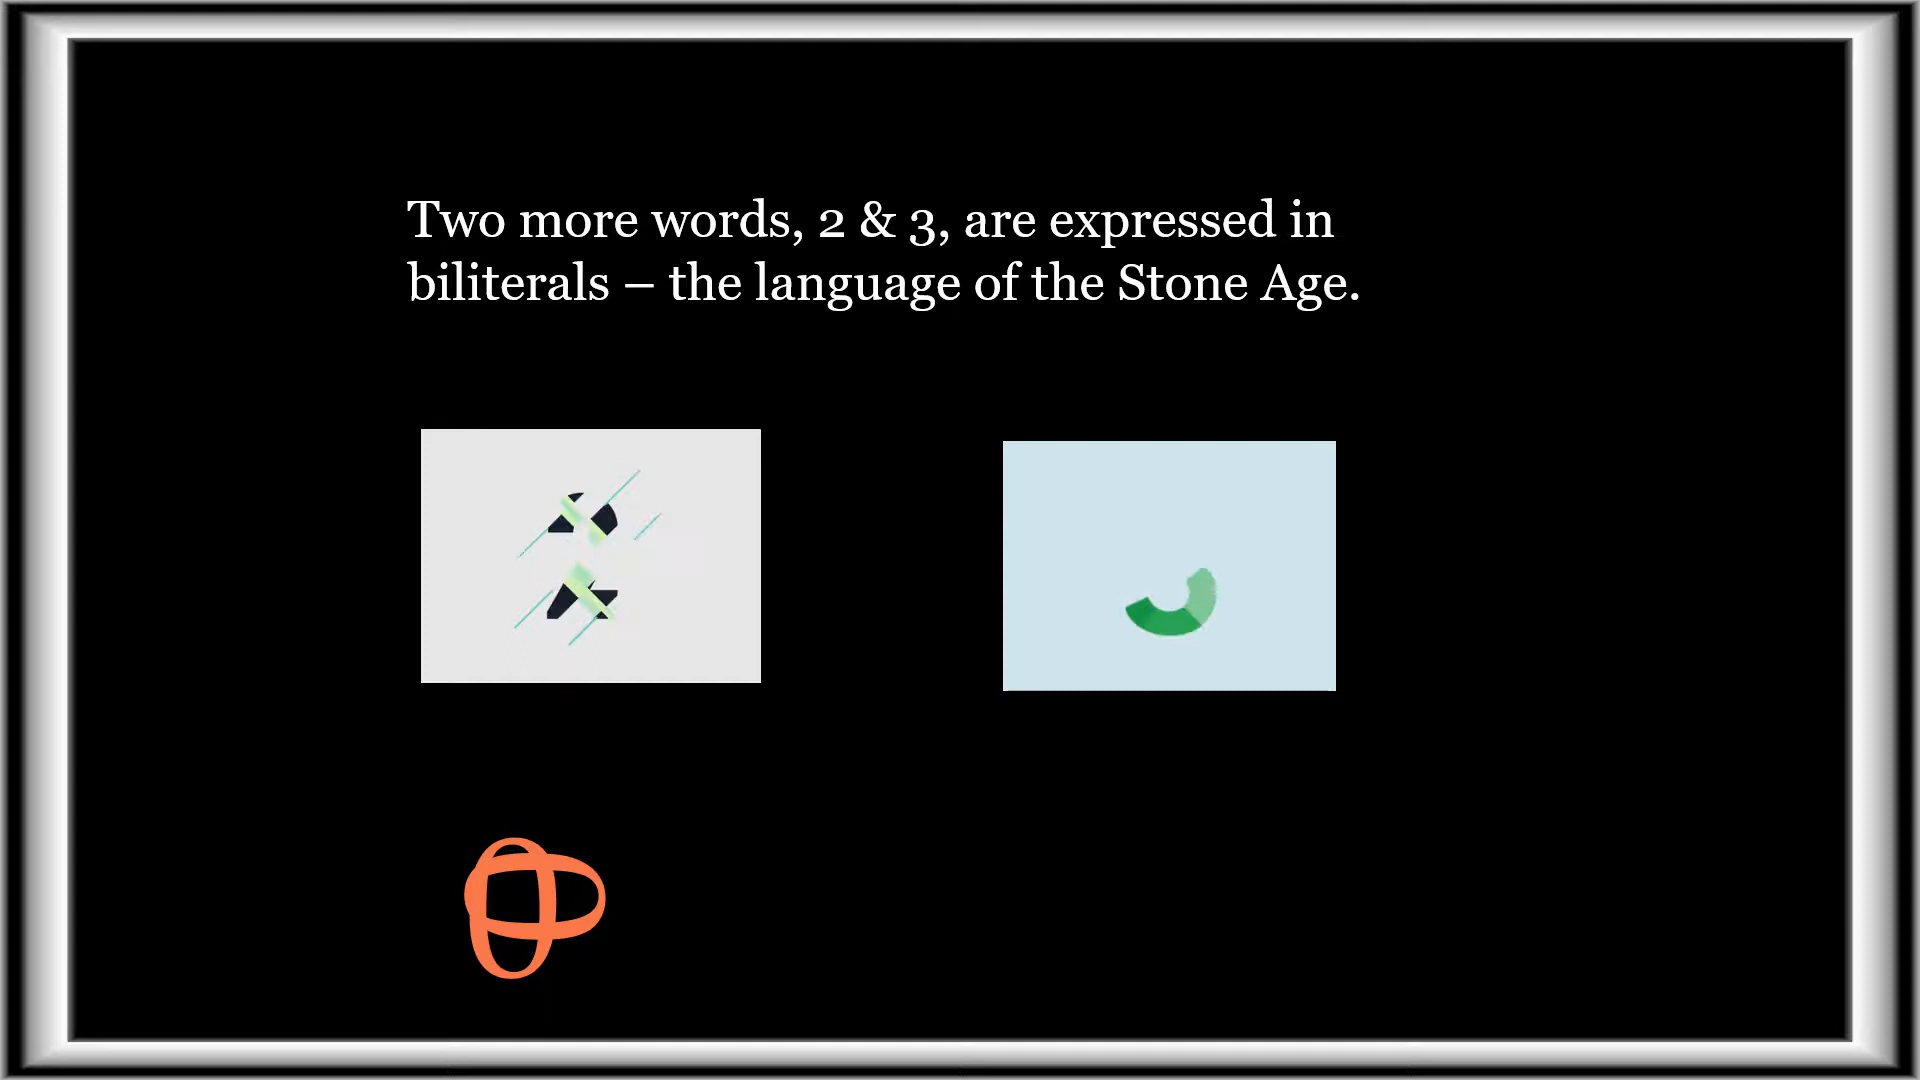 Two more words, 2 & 3, are expressed in
biliterals – the language of the Stone Age.